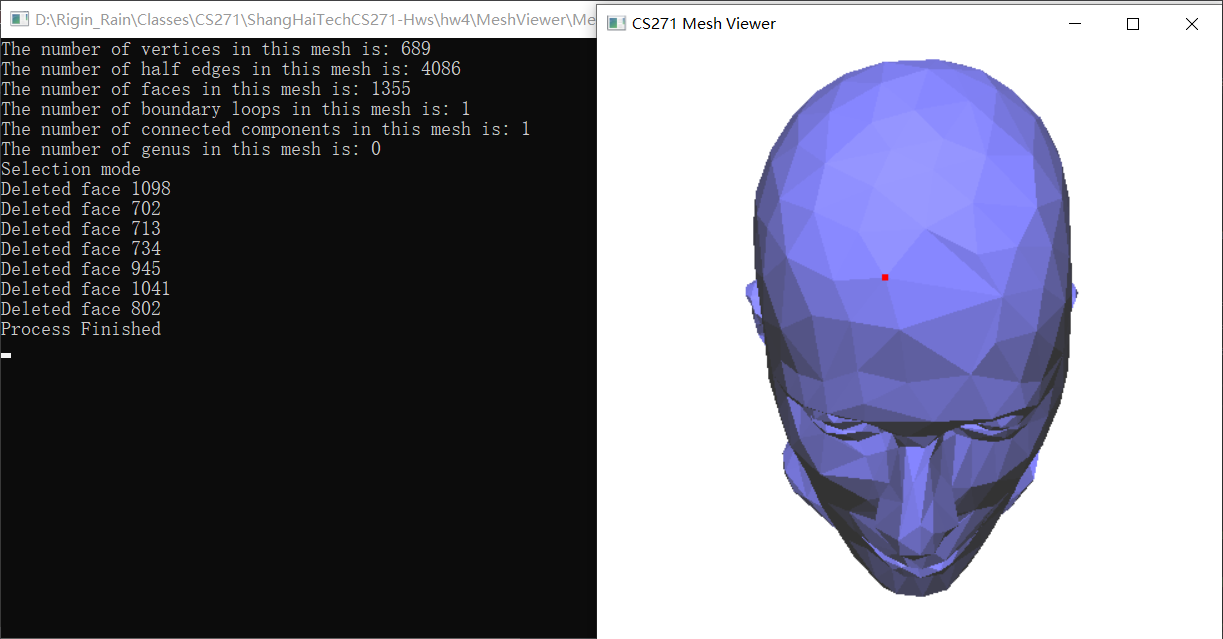 D:\Rigin_Rain\Classes\CS271\ShangHaiTechCS271-Hws\hw4\MeshViewer\Me
CS271 Mesh Viewer
The number of vertices in this mesh is: 689
The number of half edges in this mesh is: 4086
The number of faces in this mesh is: 1355
The number of boundary loops in this mesh is: 1
The number of connected components in this mesh is: 1
The number of genus in this mesh is: 0
Selection mode
Deleted face 1098
Deleted face 702
Deleted face 713
Deleted face 734
Deleted face 945
Deleted face 1041
Deleted face 802
Process Finished